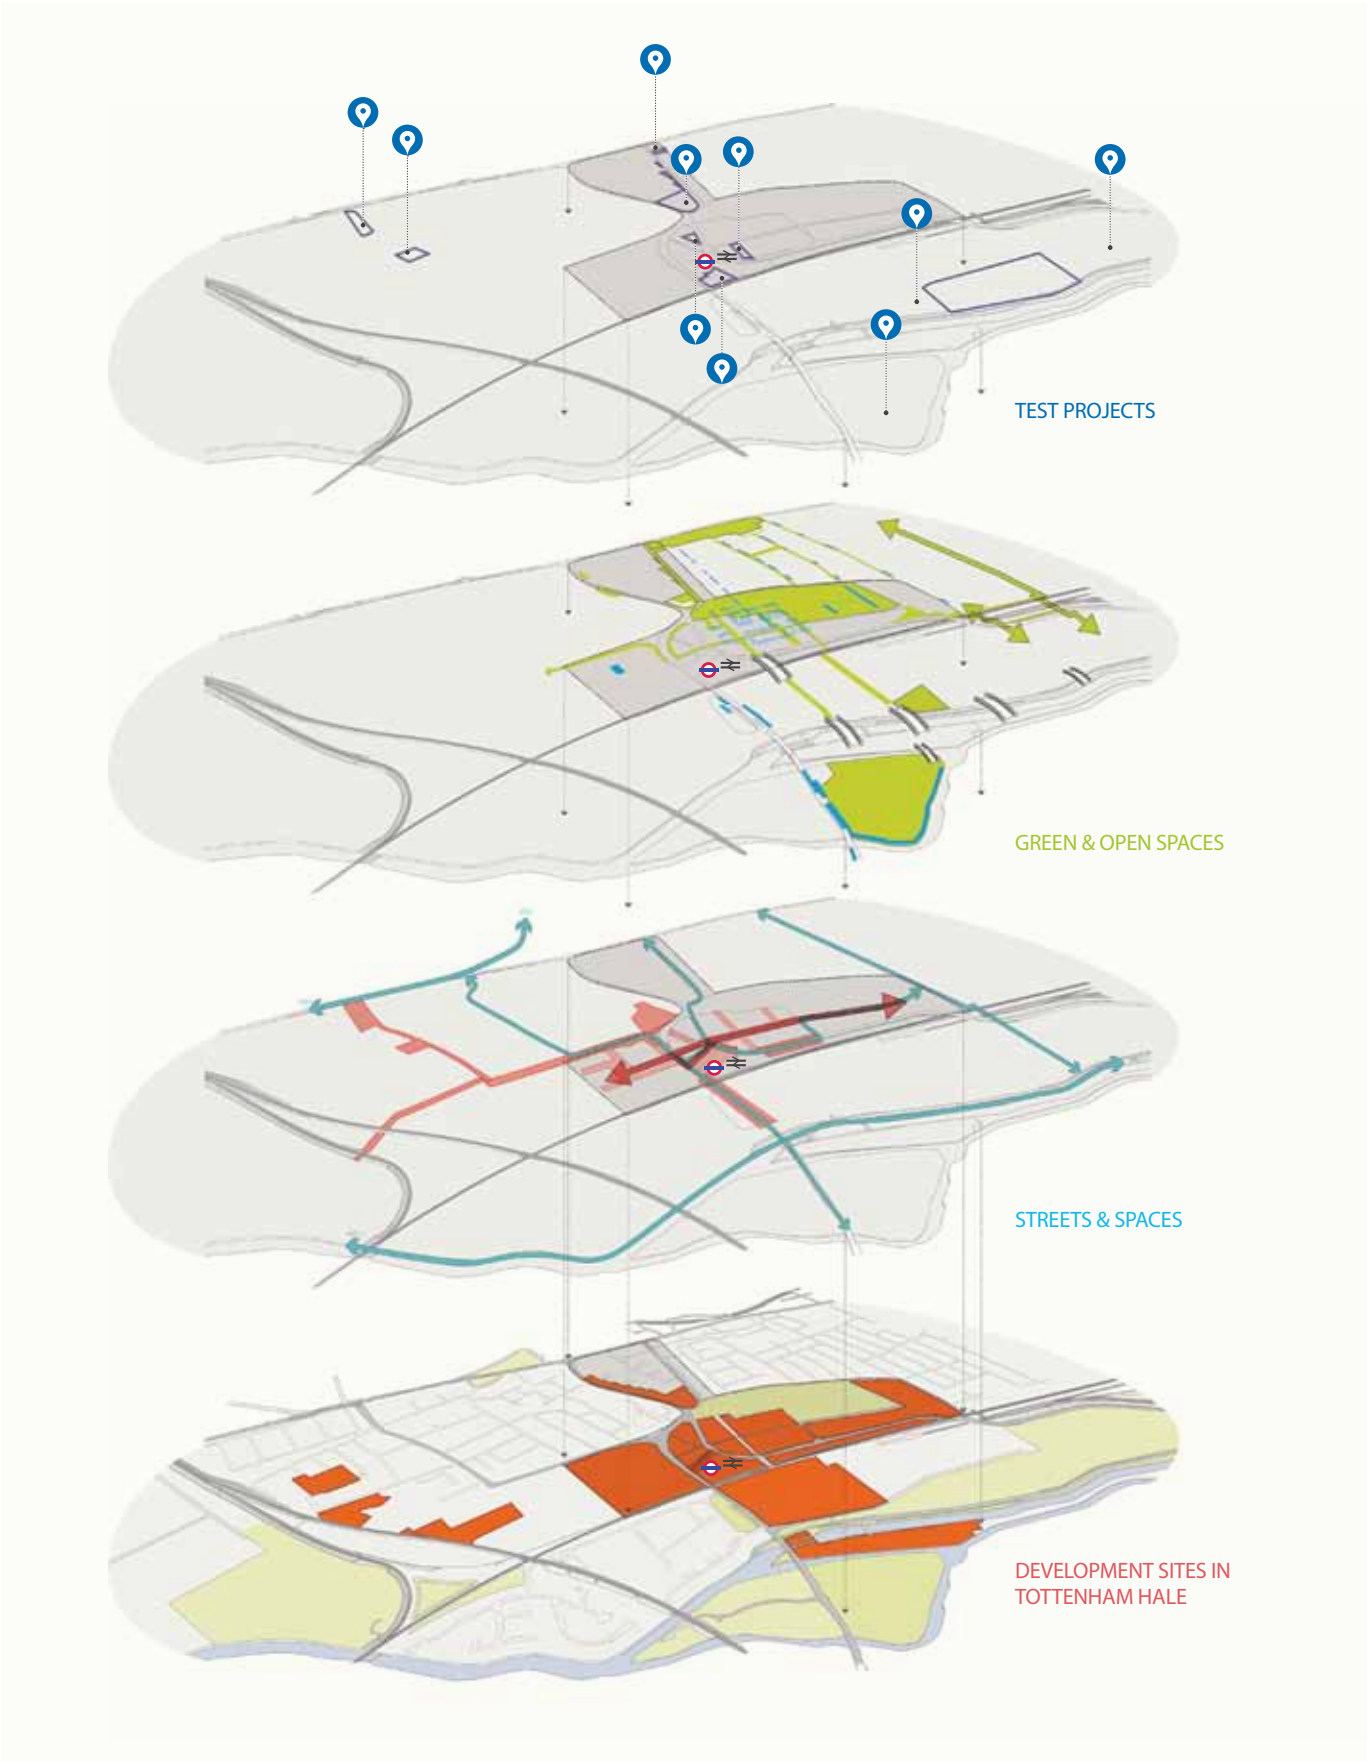 TEST PROJECTS
GREEN & OPEN SPACES
STREETS & SPACES
DEVELOPMENT SITES IN
TOTTENHAM HALE